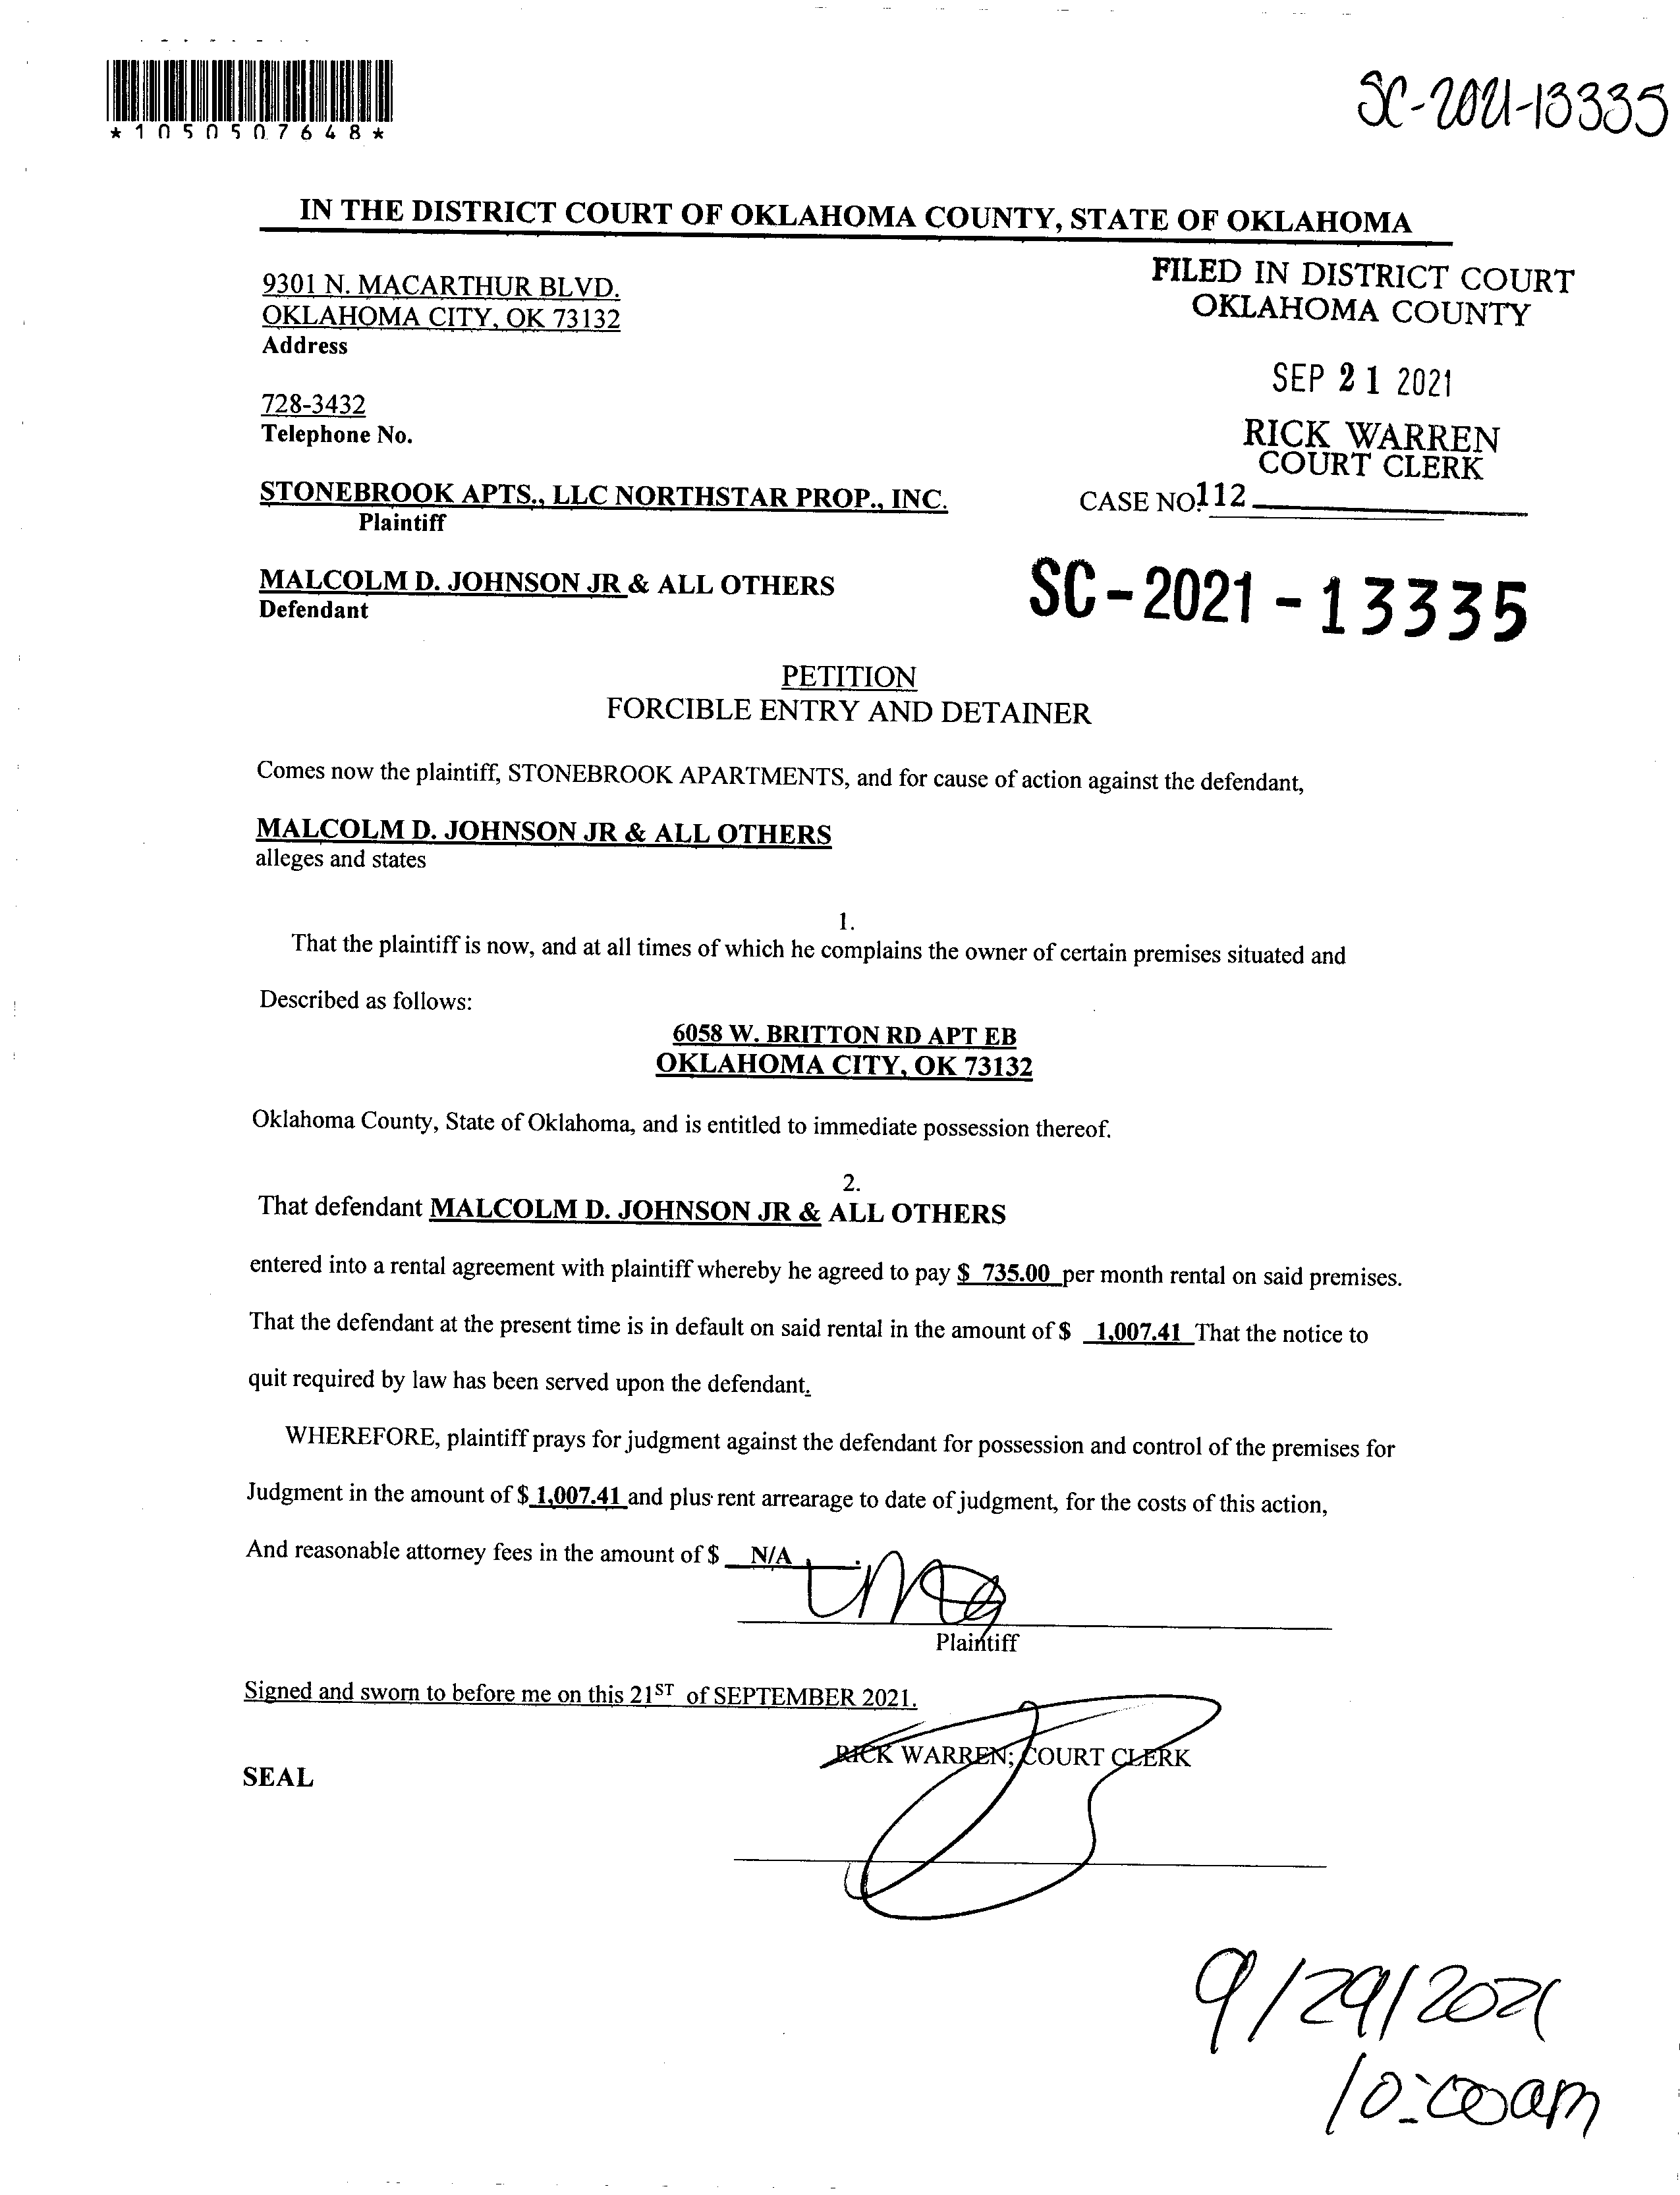 *1050507648*
SC-2021-13335
IN THE DISTRICT COURT OF OKLAHOMA COUNTY, STATE OF OKLAHOMA
9301 N. MACARTHUR BLVD.
OKLAHOMA CITY, OK 73132
Address
FILED IN DISTRICT COURT
OKLAHOMA COUNTY
SEP 21 2021
728-3432
Telephone No.
RICK WARREN
COURT CLERK
STONEBROOK APTS., LLC NORTHSTAR PROP., INC.
Plaintiff
CASE NO. 112
MALCOLM D. JOHNSON JR & ALL OTHERS
Defendant
SC-2021-13335
PETITION
FORCIBLE ENTRY AND DETAINER
Comes now the plaintiff, STONEBROOK APARTMENTS, and for cause of action against the defendant,
MALCOLM D. JOHNSON JR & ALL OTHERS
alleges and states
1.
That the plaintiff is now, and at all times of which he complains the owner of certain premises situated and
Described as follows:
6058 W. BRITTON RD APT EB
OKLAHOMA CITY, OK 73132
Oklahoma County, State of Oklahoma, and is entitled to immediate possession thereof.
2.
That defendant MALCOLM D. JOHNSON JR & ALL OTHERS
entered into a rental agreement with plaintiff whereby he agreed to pay $ 735.00 per month rental on said premises.
That the defendant at the present time is in default on said rental in the amount of $ 1,007.41 That the notice to
quit required by law has been served upon the defendant.
WHEREFORE, plaintiff prays for judgment against the defendant for possession and control of the premises for
Judgment in the amount of $ 1,007.41 and plus rent arrearage to date of judgment, for the costs of this action,
And reasonable attorney fees in the amount of $ N/A .
Plaintiff
Signed and sworn to before me on this 21ST of SEPTEMBER 2021.
RICK WARREN; COURT CLERK
SEAL
9/29/2021
10:00am